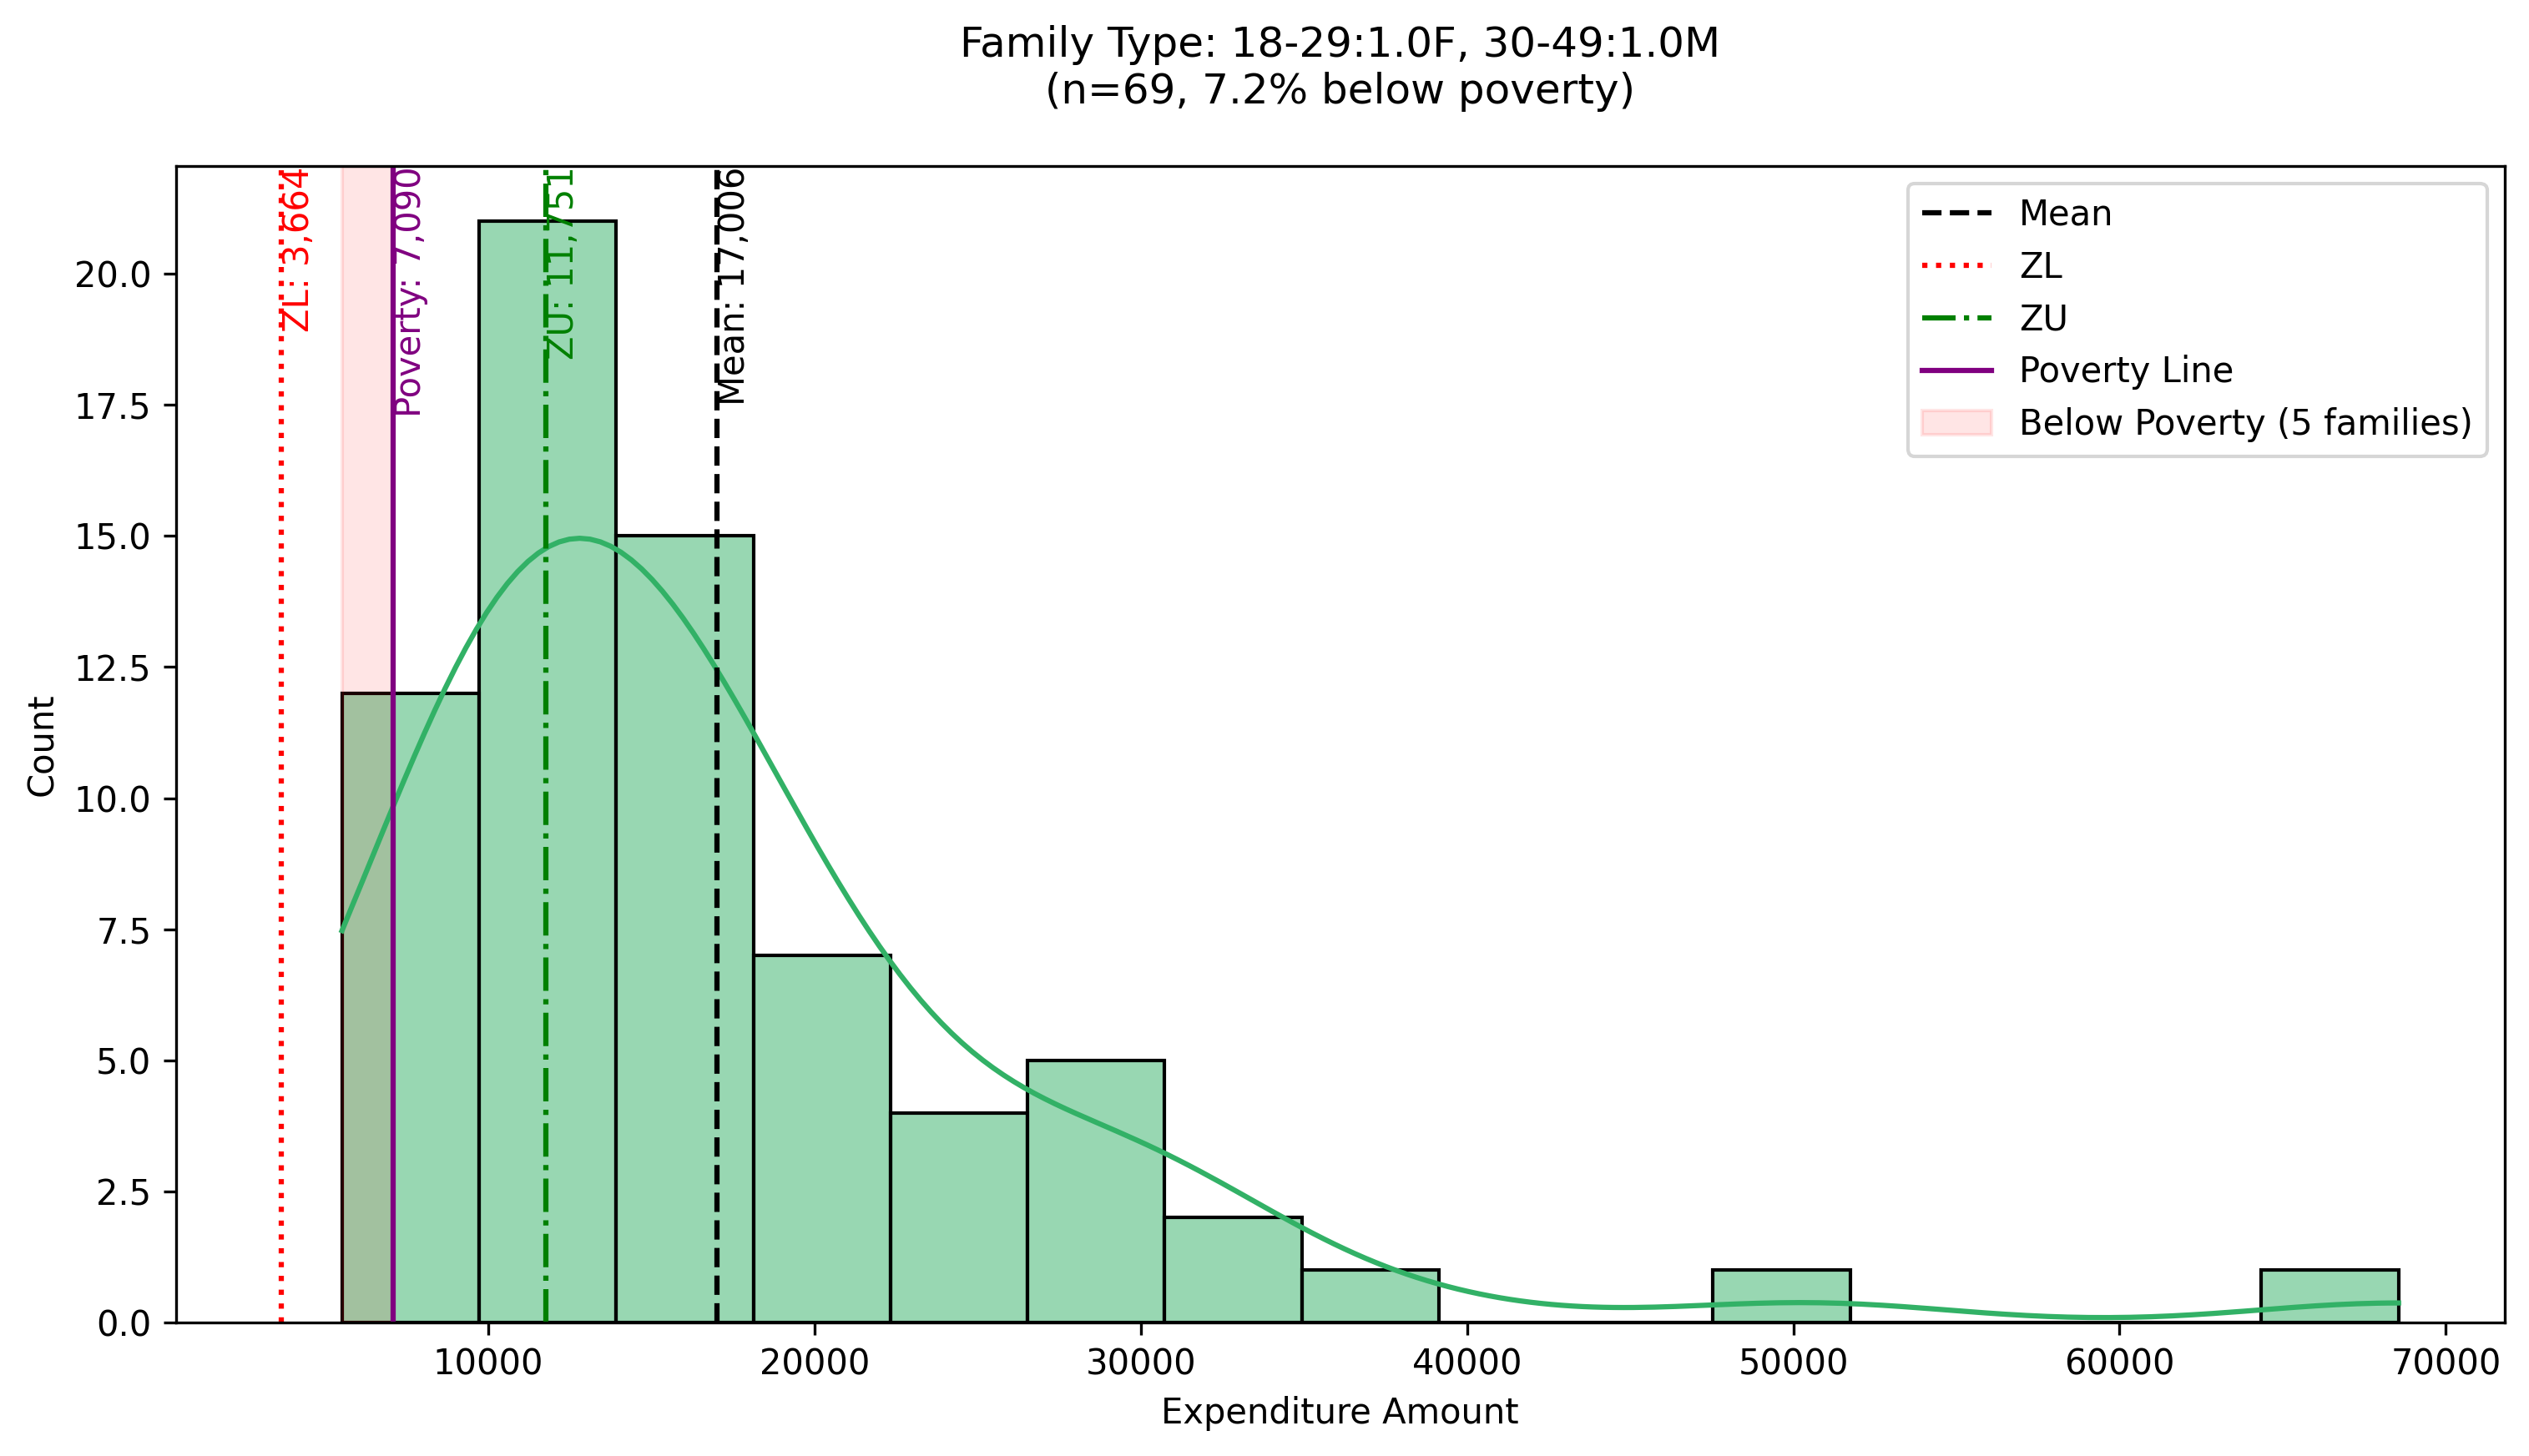 Family Type: 18-29:1.0F, 30-49:1.0M
(n=69, 7.2% below poverty)
ZL: 3,664
Poverty: 7,090
ZU: 11,751
Mean: 17,006
Mean
ZL
ZU
Poverty Line
Below Poverty (5 families)
Count
20.0
17.5
15.0
12.5
10.0
7.5
5.0
2.5
0.0
10000
20000
30000
40000
50000
60000
70000
Expenditure Amount